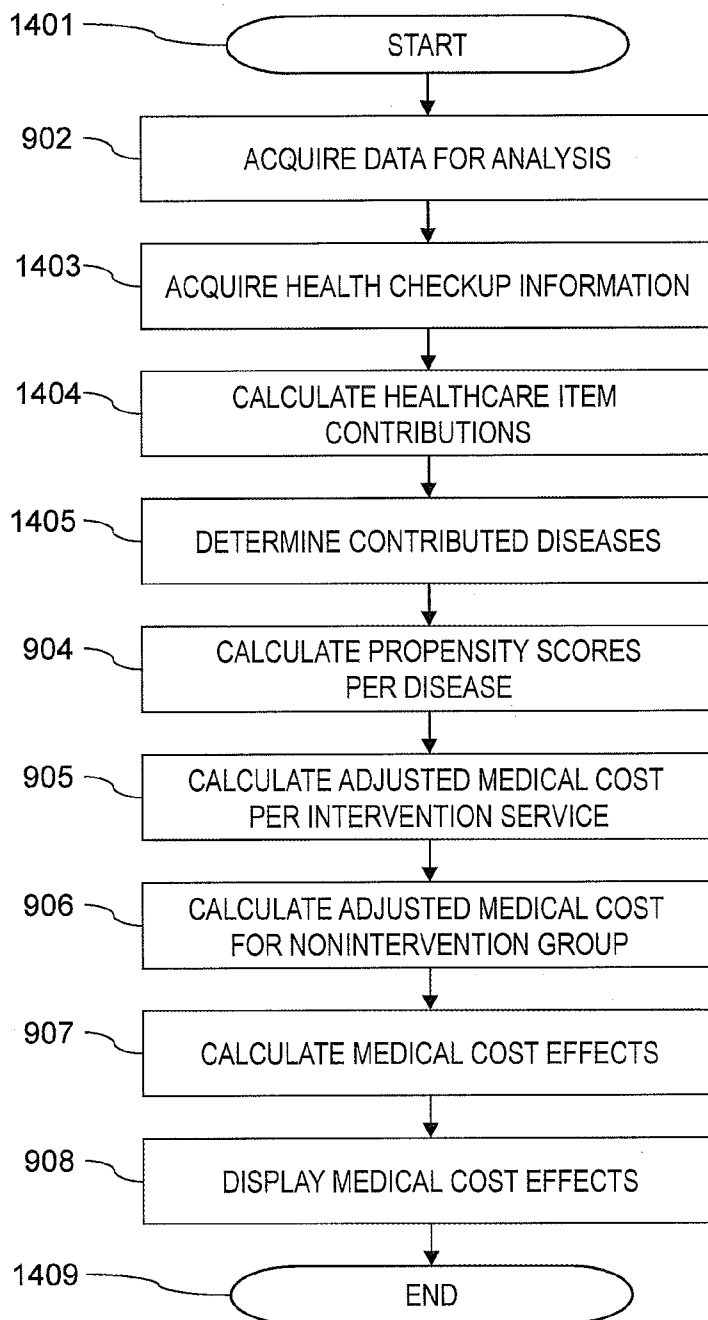 1401
START
902
ACQUIRE DATA FOR ANALYSIS
1403
ACQUIRE HEALTH CHECKUP INFORMATION
1404
CALCULATE HEALTHCARE ITEM
CONTRIBUTIONS
1405
DETERMINE CONTRIBUTED DISEASES
904
CALCULATE PROPENSITY SCORES
PER DISEASE
905
CALCULATE ADJUSTED MEDICAL COST
PER INTERVENTION SERVICE
906
CALCULATE ADJUSTED MEDICAL COST
FOR NONINTERVENTION GROUP
907
CALCULATE MEDICAL COST EFFECTS
908
DISPLAY MEDICAL COST EFFECTS
1409
END